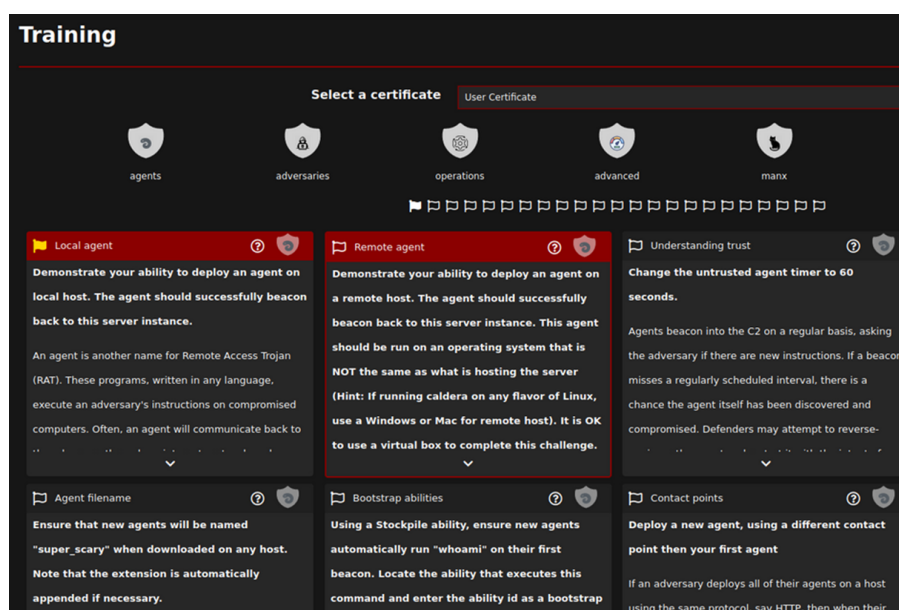 Training
Select a certificate
User Certificate
agents
adversaries
operations
advanced
manx
Local agent
Demonstrate your ability to deploy an agent on
local host. The agent should successfully beacon
back to this server instance.
An agent is another name for Remote Access Trojan
(RAT). These programs, written in any language,
execute an adversary's instructions on compromised
computers. Often, an agent will communicate back to
Remote agent
Demonstrate your ability to deploy an agent on
a remote host. The agent should successfully
beacon back to this server instance. This agent
should be run on an operating system that is
NOT the same as what is hosting the server
(Hint: If running caldera on any flavor of Linux,
use a Windows or Mac for remote host). It is OK
to use a virtual box to complete this challenge.
Understanding trust
Change the untrusted agent timer to 60
seconds.
Agents beacon into the C2 on a regular basis, asking
the adversary if there are new instructions. If a beacon
misses a regularly scheduled interval, there is a
chance the agent itself has been discovered and
compromised. Defenders may attempt to reverse-
Agent filename
Ensure that new agents will be named
"super_scary" when downloaded on any host.
Note that the extension is automatically
appended if necessary.
Bootstrap abilities
Using a Stockpile ability, ensure new agents
automatically run "whoami" on their first
beacon. Locate the ability that executes this
command and enter the ability id as a bootstrap
Contact points
Deploy a new agent, using a different contact
point then your first agent
If an adversary deploys all of their agents on a host
using the same protocol, say HTTP, then when their